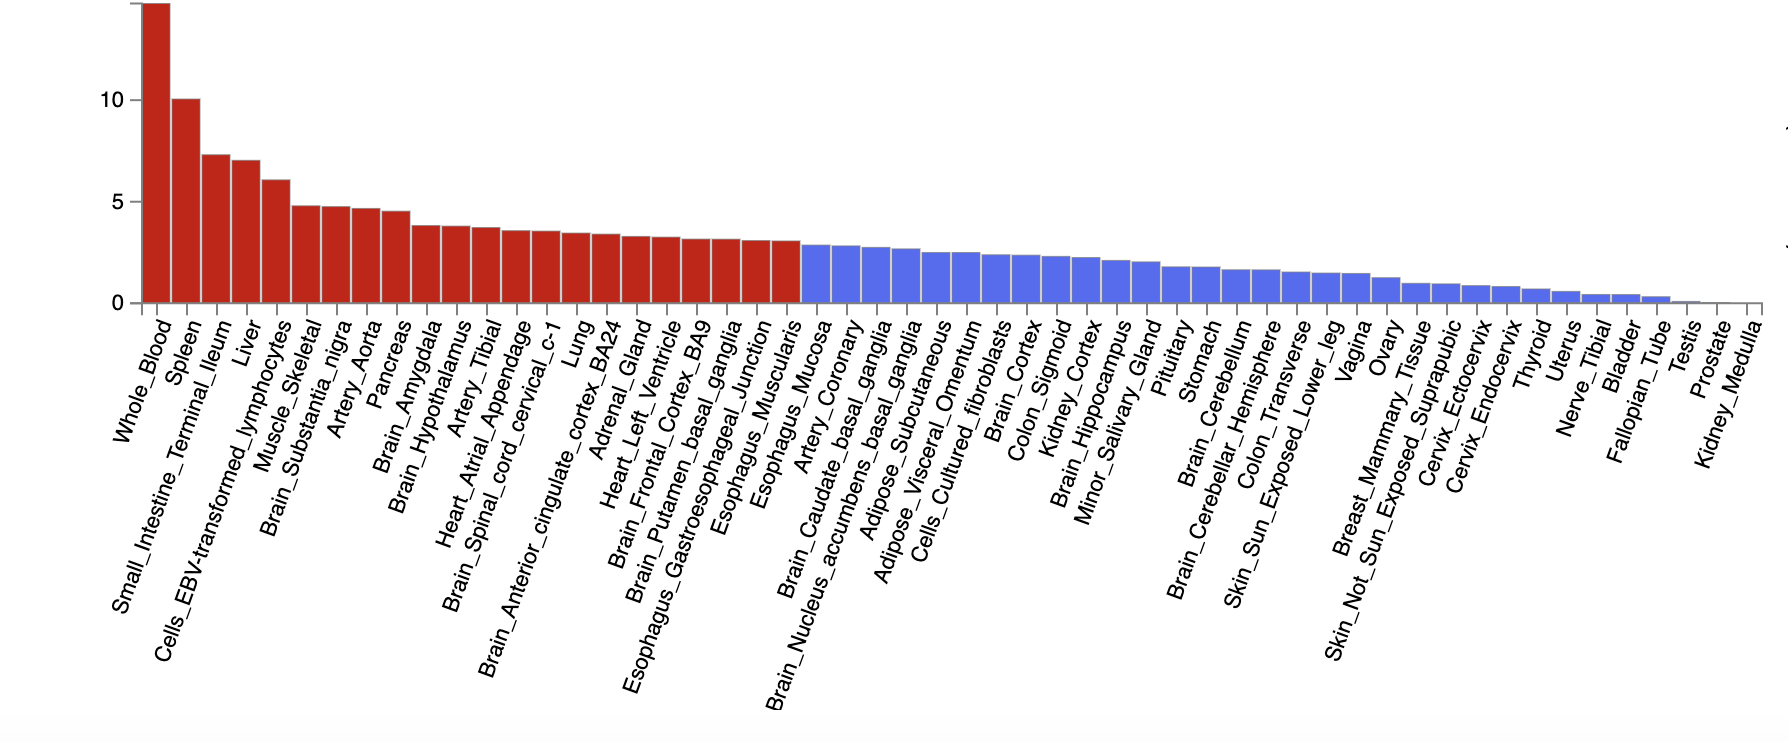 10
5
0
Whole_Blood
Spleen
Small_Intestine_Terminal_Ileum
Liver
Cells_EBV-transformed_lymphocytes
Muscle_Skeletal
Brain_Substantia_nigra
Artery_Aorta
Pancreas
Brain_Amygdala
Brain_Hypothalamus
Artery_Tibial
Heart_Atrial_Appendage
Brain_Spinal_cord_cervical_c-1
Lung
Brain_Anterior_cingulate_cortex_BA24
Adrenal_Gland
Heart_Left_Ventricle
Brain_Frontal_Cortex_BA9
Brain_Putamen_basal_ganglia
Esophagus_Gastroesophageal_Junction
Esophagus_Muscularis
Esophagus_Mucosa
Artery_Coronary
Brain_Caudate_basal_ganglia
Brain_Nucleus_accumbens_basal_ganglia
Adipose_Subcutaneous
Adipose_Visceral_Omentum
Cells_Cultured_fibroblasts
Brain_Cortex
Colon_Sigmoid
Kidney_Cortex
Brain_Hippocampus
Minor_Salivary_Gland
Pituitary
Stomach
Brain_Cerebellum
Brain_Cerebellar_Hemisphere
Colon_Transverse
Skin_Sun_Exposed_Lower_leg
Vagina
Ovary
Breast_Mammary_Tissue
Skin_Not_Sun_Exposed_Suprapubic
Cervix_Ectocervix
Cervix_Endocervix
Thyroid
Uterus
Nerve_Tibial
Bladder
Fallopian_Tube
Testis
Prostate
Kidney_Medulla